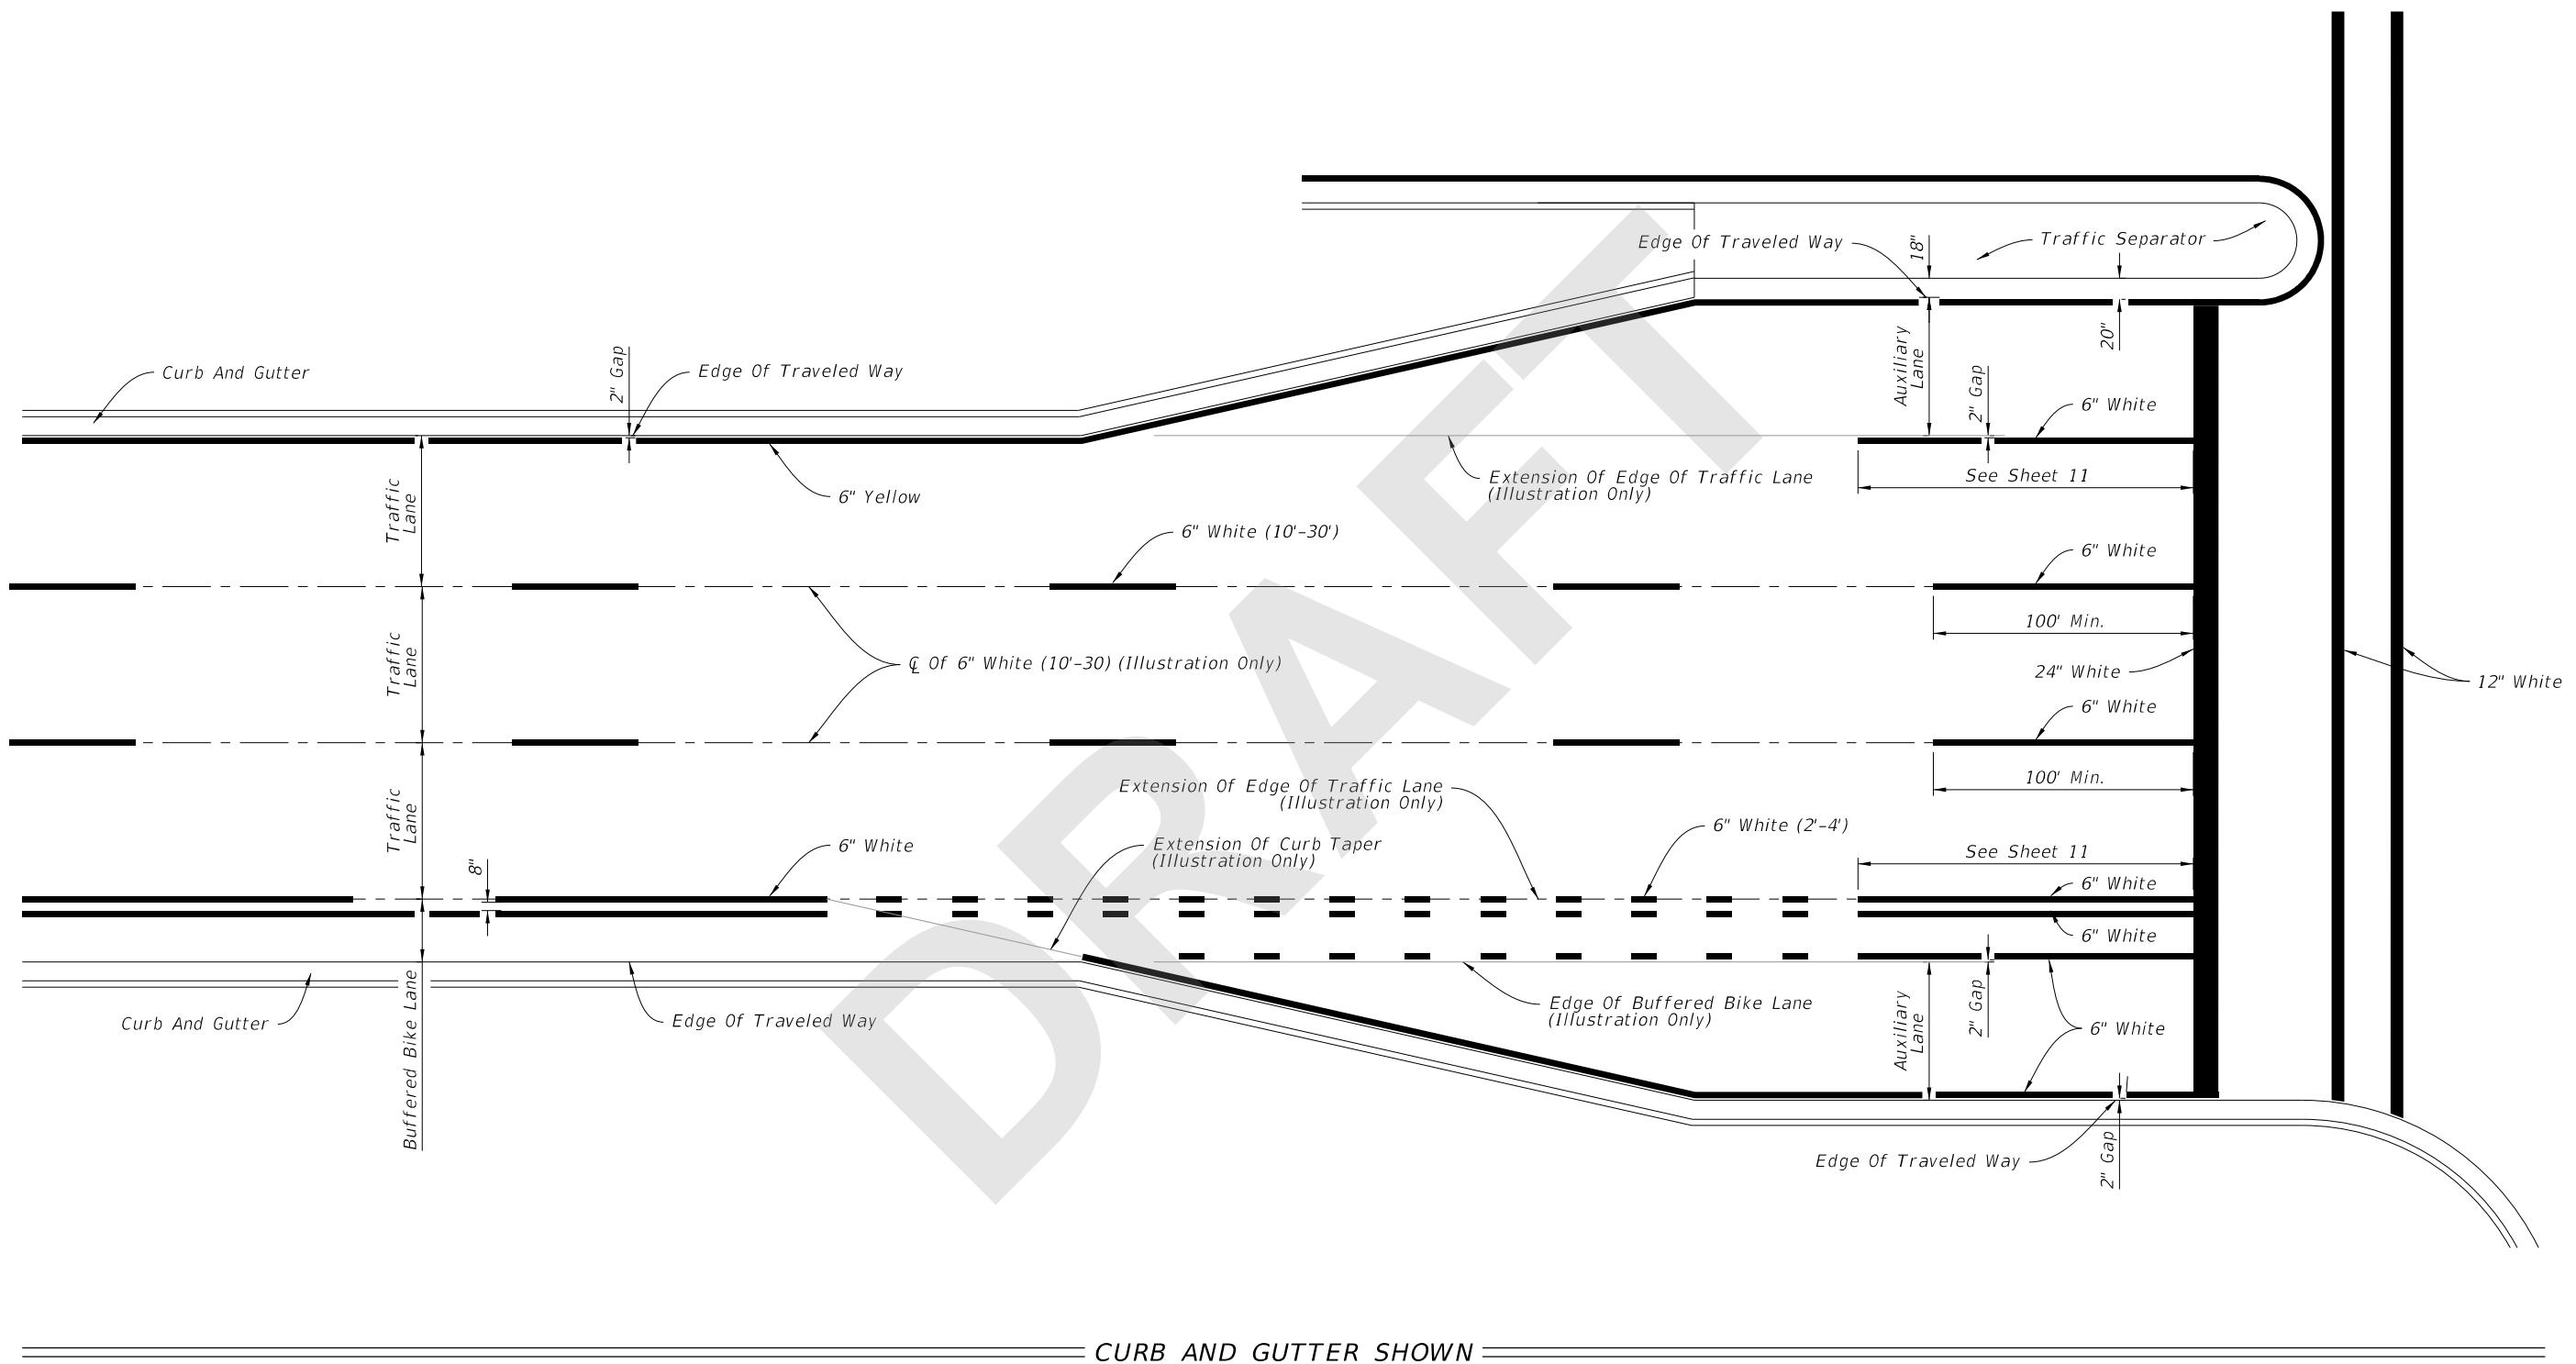 Edge Of Traveled Way
18"
Traffic Separator
20"
Auxiliary
Lane
2" Gap
6" White
Curb And Gutter
2" Gap
Edge Of Traveled Way
6" Yellow
Extension Of Edge Of Traffic Lane
(Illustration Only)
See Sheet 11
Traffic
Lane
6" White (10'-30')
6" White
100' Min.
Traffic
Lane
℄ Of 6" White (10'-30) (Illustration Only)
24" White
12" White
6" White
100' Min.
Traffic
Lane
Extension Of Edge Of Traffic Lane
(Illustration Only)
6" White (2'-4')
6" White
Extension Of Curb Taper
(Illustration Only)
See Sheet 11
8"
6" White
6" White
Buffered Bike Lane
Curb And Gutter
Edge Of Traveled Way
Edge Of Buffered Bike Lane
(Illustration Only)
Auxiliary
Lane
2" Gap
6" White
Edge Of Traveled Way
2" Gap
DRAFT
CURB AND GUTTER SHOWN